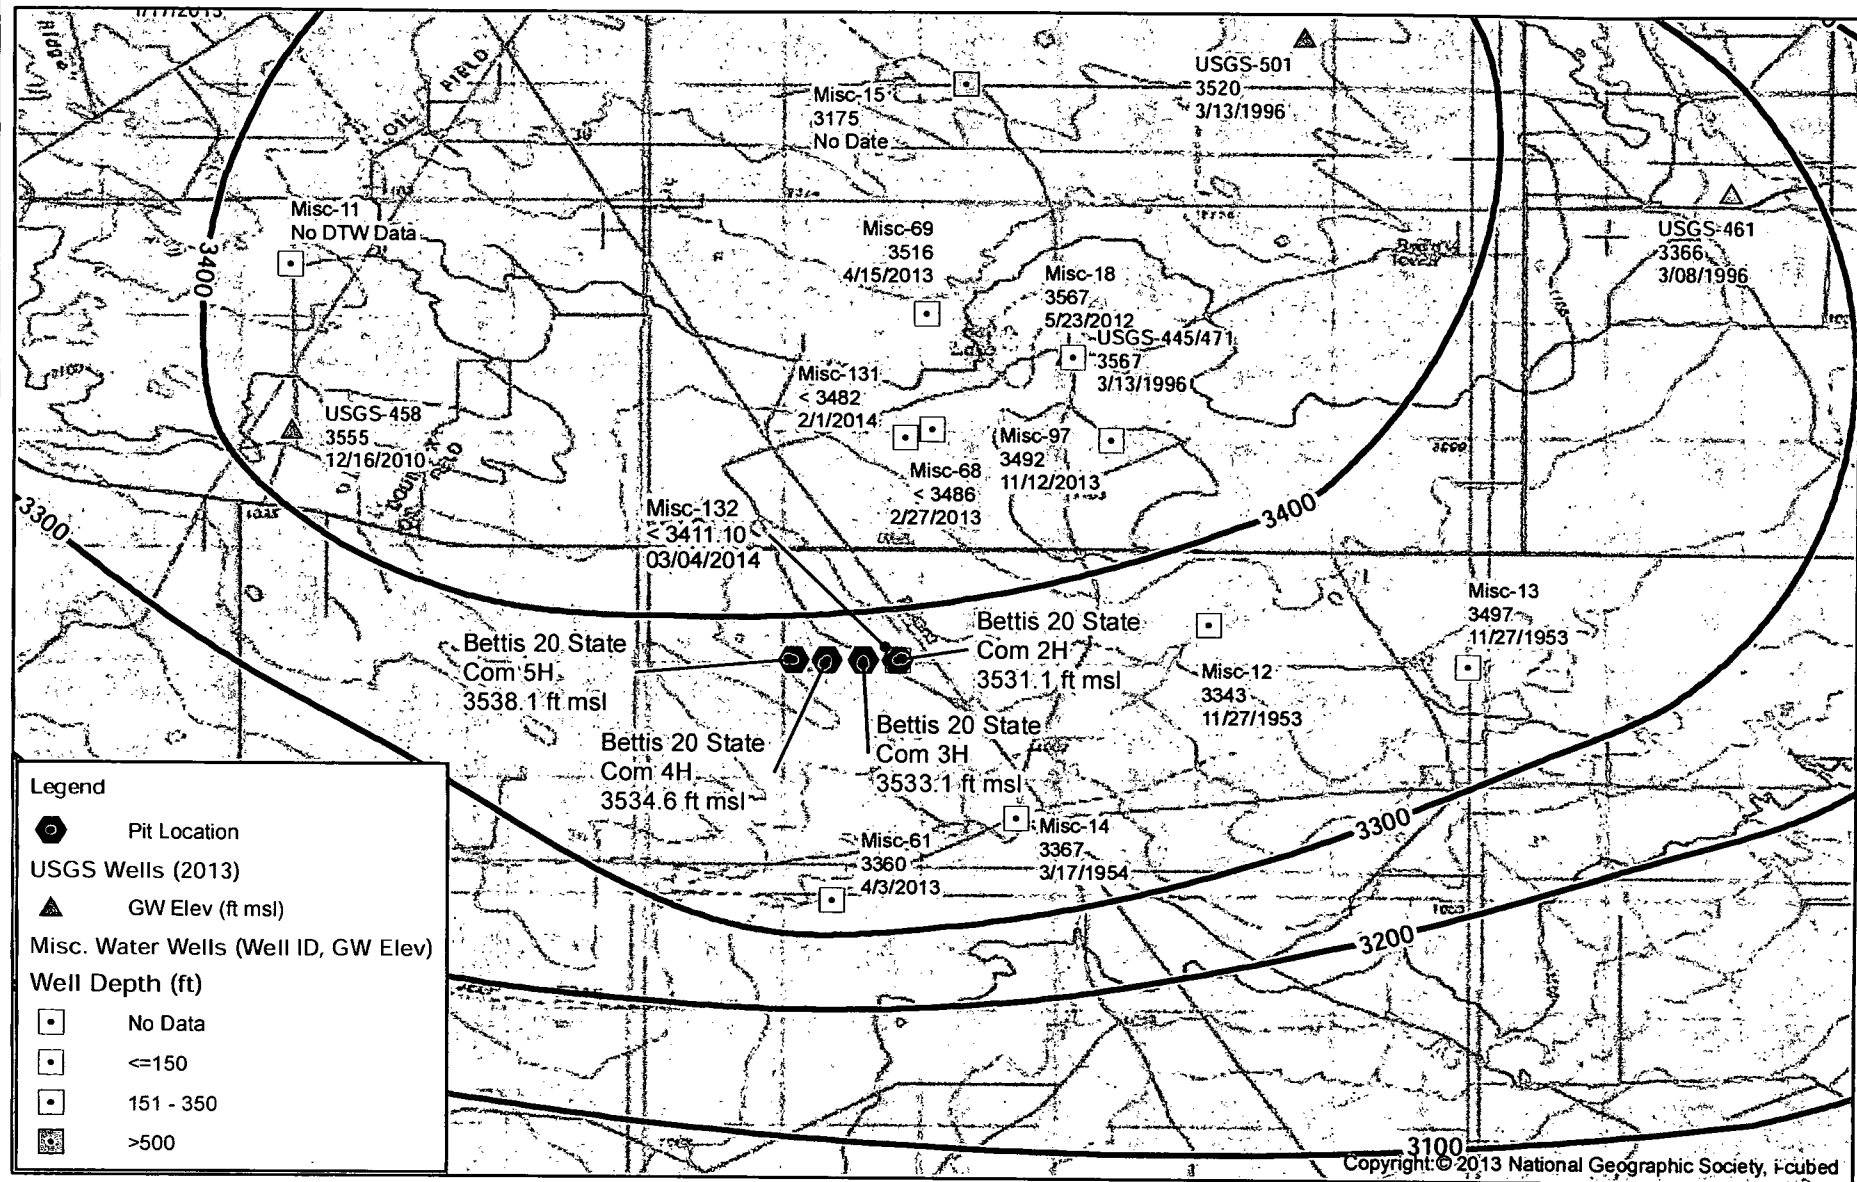 1/17/2013
OIL FIELD
USGS-501
3520
3/13/1996
Misc-15
3175
No Date
Misc-11
No DTW Data
Misc-69
3516
4/15/2013
USGS-461
3366
3/08/1996
3400
Misc-18
3567
5/23/2012
USGS-445/471
3567
3/13/1996
Misc-131
< 3482
2/1/2014
USGS-458
3555
12/16/2010
Misc-97
3492
11/12/2013
Misc-68
< 3486
2/27/2013
3300
Misc-132
< 3411.10
03/04/2014
3400
Misc-13
3497
11/27/1953
Bettis 20 State
Com 5H
3538.1 ft msl
Bettis 20 State
Com 2H
3531.1 ft msl
Misc-12
3343
11/27/1953
Bettis 20 State
Com 4H
3534.6 ft msl
Bettis 20 State
Com 3H
3533.1 ft msl
3300
Misc-14
3367
3/17/1954
Misc-61
3360
4/3/2013
3200
3100
Legend
Pit Location
USGS Wells (2013)
GW Elev (ft msl)
Misc. Water Wells (Well ID, GW Elev)
Well Depth (ft)
No Data
<=150
151 - 350
>500
Copyright:© 2013 National Geographic Society, i-cubed